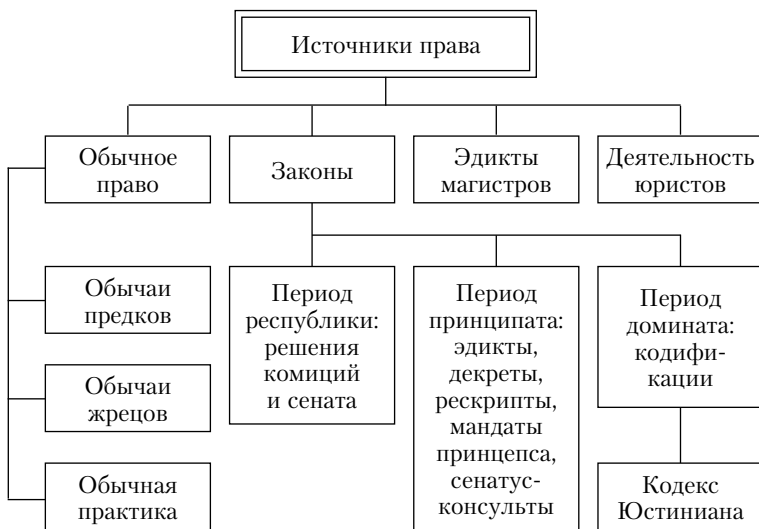 Источники права
Обычное
право
Законы
Эдикты
магистров
Деятельность
юристов
Обычаи
предков
Обычаи
жрецов
Обычная
практика
Период
республики:
решения
комиций
и сената
Период
принципата:
эдикты,
декреты,
рескрипты,
мандаты
принцепса,
сенатус-
консульты
Период
домината:
кодифи-
кации
Кодекс
Юстиниана